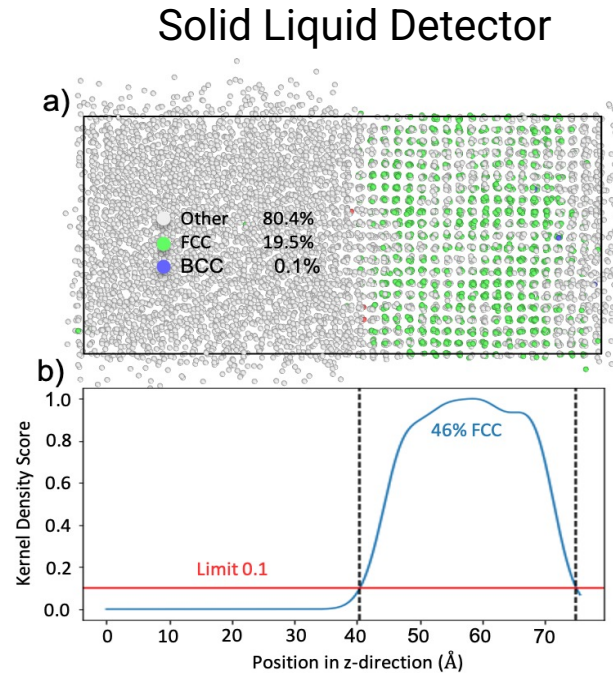 Solid Liquid Detector
a)
Other 80.4%
FCC 19.5%
BCC 0.1%
b)
1.0
0.8
0.6
0.4
0.2
0.0
Kernel Density Score
46% FCC
Limit 0.1
0 10 20 30 40 50 60 70
Position in z-direction (Å)